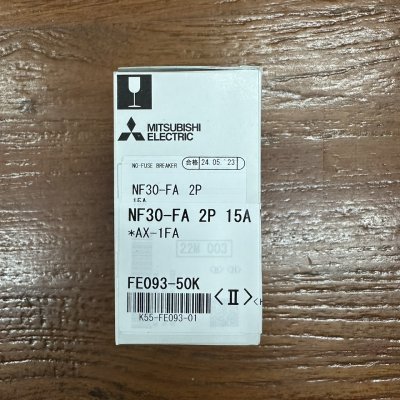 MITSUBISHI
ELECTRIC
NO-FUSE BREAKER 合格 24.05.'23
NF30-FA 2P
15A
NF30-FA 2P 15A
*AX-1FA
22M 003
FE093-50K
<Ⅱ>
K55-FE093-01